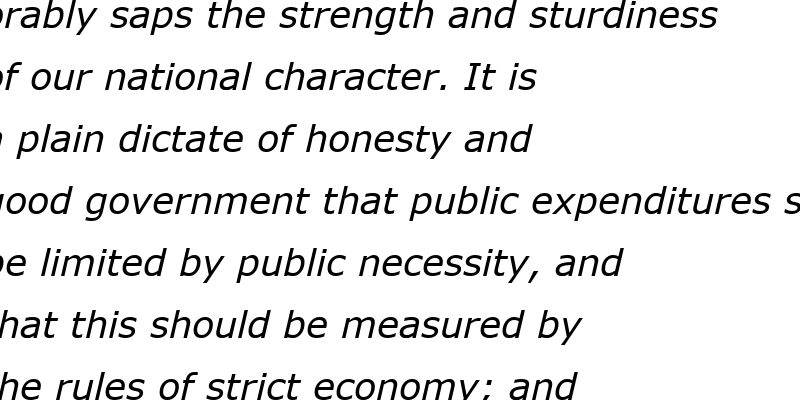 orably saps the strength and sturdiness
of our national character. It is
a plain dictate of honesty and
good government that public expenditures s
be limited by public necessity, and
that this should be measured by
the rules of strict economy; and